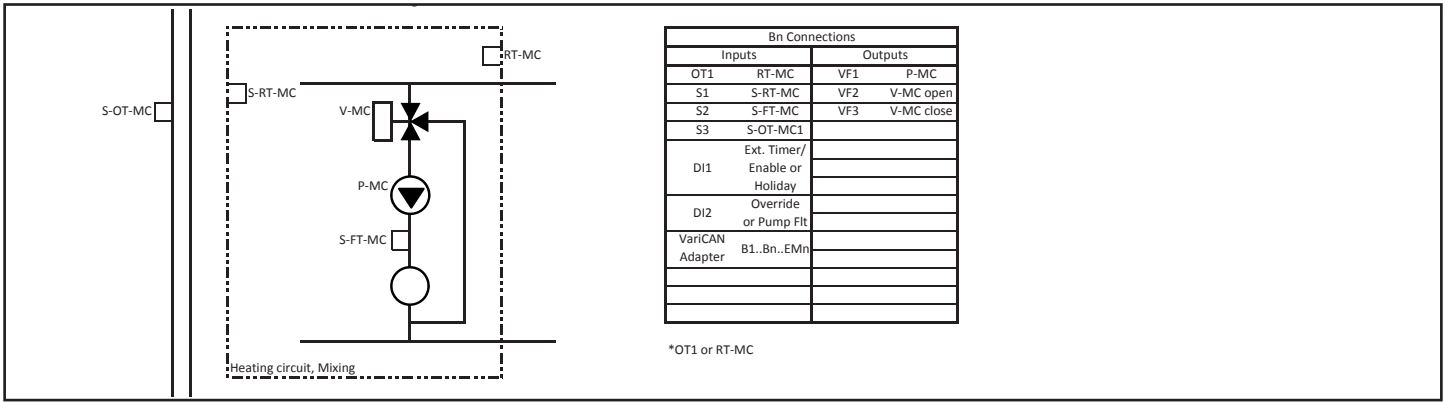 RT-MC
S-RT-MC
S-OT-MC
V-MC
P-MC
S-FT-MC
Heating circuit, Mixing
Bn Connections
Inputs Outputs
OT1 RT-MC VF1 P-MC
S1 S-RT-MC VF2 V-MC open
S2 S-FT-MC VF3 V-MC close
S3 S-OT-MC1
DI1 Ext. Timer/
Enable or
Holiday
DI2 Override
or Pump Flt
VariCAN
Adapter B1..Bn..EMn
*OT1 or RT-MC